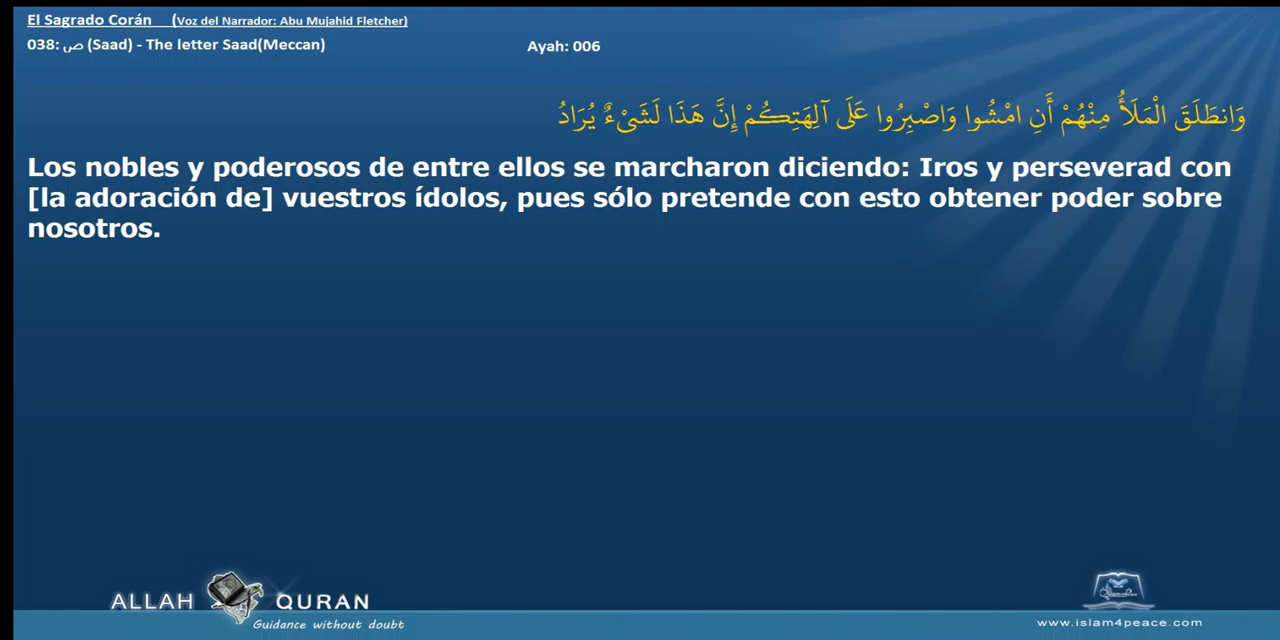 El Sagrado Corán (Voz del Narrador: Abu Mujahid Fletcher)
038: ص (Saad) - The letter Saad(Meccan) Ayah: 006
وَانطَلَقَ الْمَلَأُ مِنْهُمْ أَنِ امْشُوا وَاصْبِرُوا عَلَى آلِهَتِكُمْ إِنَّ هَذَا لَشَيْءٌ يُرَادُ
Los nobles y poderosos de entre ellos se marcharon diciendo: Iros y perseverad con
[la adoración de] vuestros ídolos, pues sólo pretende con esto obtener poder sobre
nosotros.
ALLAH QURAN
Guidance without doubt
www.islam4peace.com